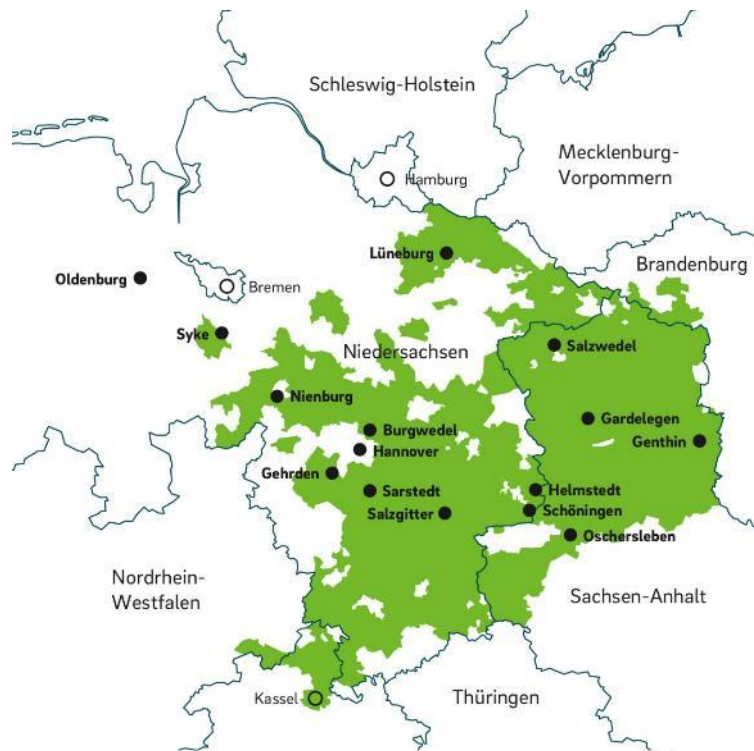 Schleswig-Holstein
Mecklenburg-
Vorpommern
Hamburg
Lüneburg
Brandenburg
Oldenburg
Bremen
Syke
Niedersachsen
Salzwedel
Nienburg
Gardelegen
Burgwedel
Genthin
Hannover
Gehrden
Sarstedt
Helmstedt
Salzgitter
Schöningen
Oschersleben
Nordrhein-
Westfalen
Sachsen-Anhalt
Kassel
Thüringen